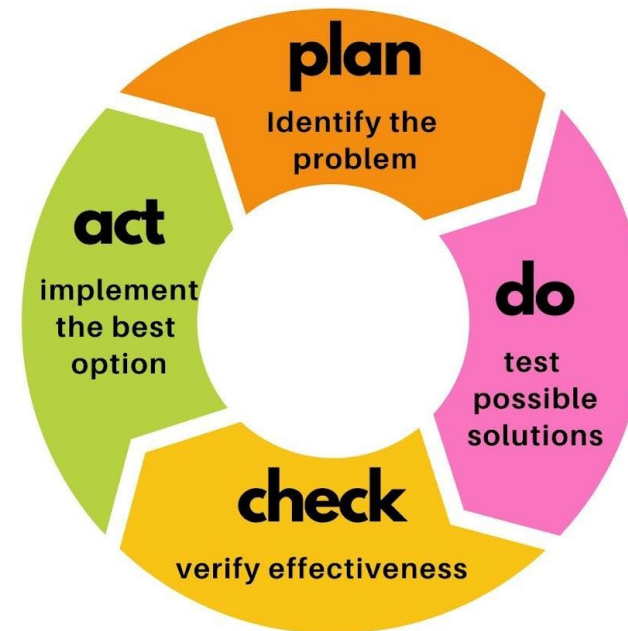 plan
Identify the
problem
do
test
possible
solutions
check
verify effectiveness
act
implement
the best
option